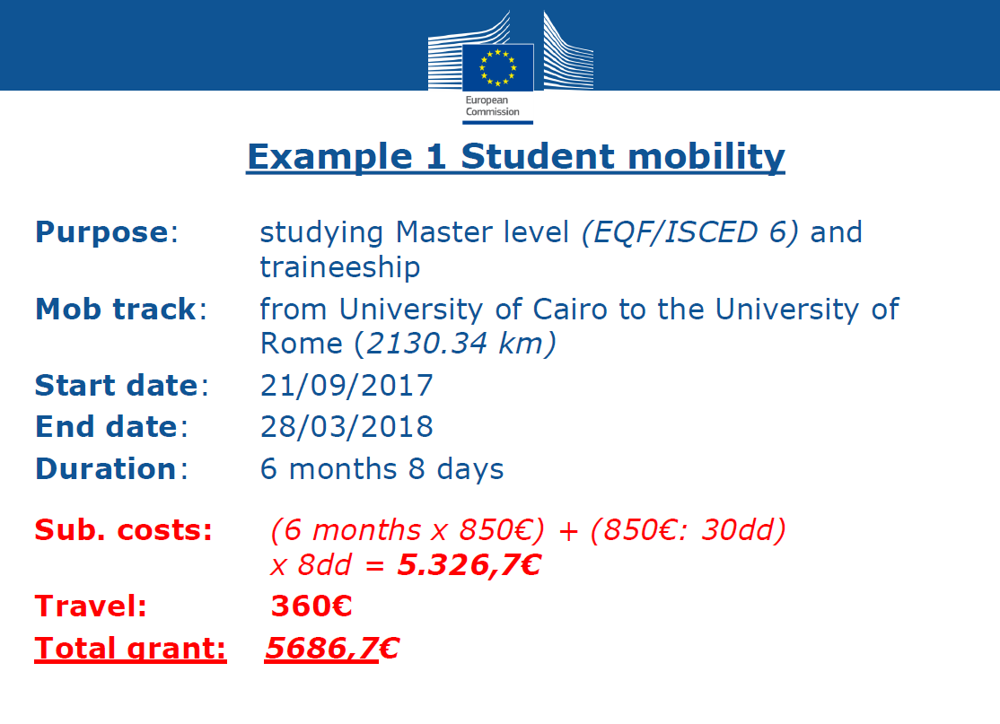 European
Commission
Example 1 Student mobility
Purpose: studying Master level (EQF/ISCED 6) and
traineeship
Mob track: from University of Cairo to the University of
Rome (2130.34 km)
Start date: 21/09/2017
End date: 28/03/2018
Duration: 6 months 8 days
Sub. costs: (6 months x 850€) + (850€: 30dd)
x 8dd = 5.326,7€
Travel: 360€
Total grant: 5686,7€